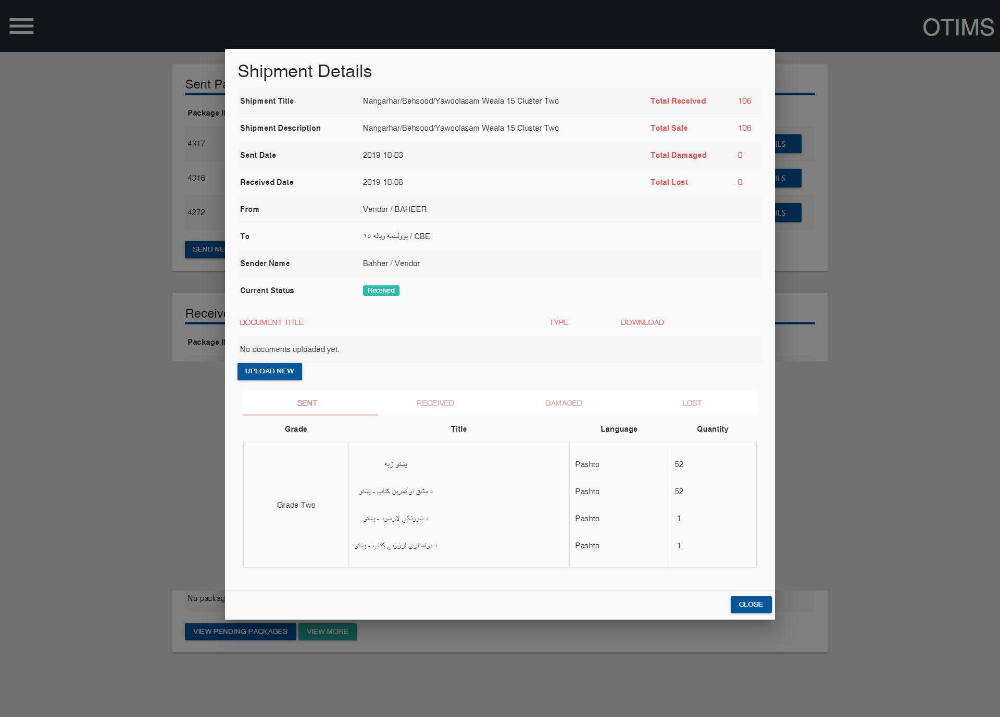 OTIMS
Sent Pa
Package I
4317
4316
4272
SEND NE
ILS
ILS
ILS
Receive
Package I
No packag
VIEW PENDING PACKAGES
VIEW MORE
Shipment Details
Shipment Title Nangarhar/Behsood/Yawoolasam Weala 15 Cluster Two Total Received 106
Shipment Description Nangarhar/Behsood/Yawoolasam Weala 15 Cluster Two Total Safe 106
Sent Date 2019-10-03 Total Damaged 0
Received Date 2019-10-08 Total Lost 0
From Vendor / BAHEER
To یوولسمه وياله ۱۵ / CBE
Sender Name Bahher / Vendor
Current Status Received
DOCUMENT TITLE TYPE DOWNLOAD
No documents uploaded yet.
UPLOAD NEW
SENT RECEIVED DAMAGED LOST
Grade Title Language Quantity
Grade Two
پښتو ژبه Pashto 52
د مشق او تمرين کتاب - پښتو Pashto 52
د ښوونکي لارښود - پښتو Pashto 1
د دوامدارې ارزونې کتاب - پښتو Pashto 1
CLOSE